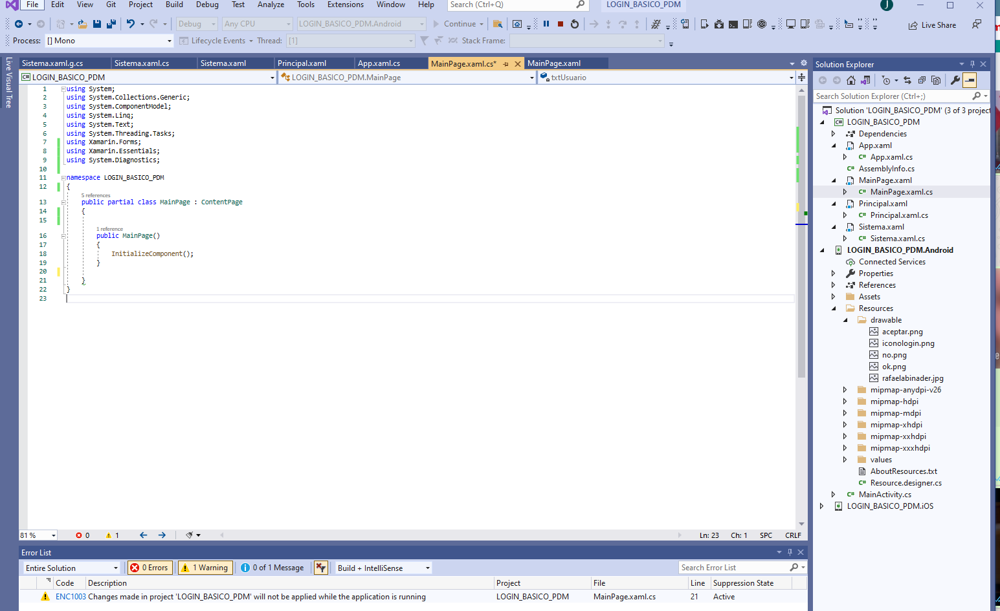 File Edit View Git Project Build Debug Test Analyze Tools Extensions Window Help Search (Ctrl+Q) LOGIN_BASICO_PDM J
Debug Any CPU LOGIN_BASICO_PDM.Android Continue Live Share
Process: [] Mono Lifecycle Events Thread: [1] Stack Frame:
Live Visual Tree
Sistema.xaml.g.cs Sistema.xaml.cs Sistema.xaml Principal.xaml App.xaml.cs MainPage.xaml.cs* MainPage.xaml
LOGIN_BASICO_PDM LOGIN_BASICO_PDM.MainPage txtUsuario
1 using System;
2 using System.Collections.Generic;
3 using System.ComponentModel;
4 using System.Linq;
5 using System.Text;
6 using System.Threading.Tasks;
7 using Xamarin.Forms;
8 using Xamarin.Essentials;
9 using System.Diagnostics;
10
11 namespace LOGIN_BASICO_PDM
12 {
5 references
13 public partial class MainPage : ContentPage
14 {
15
1 reference
16 public MainPage()
17 {
18 InitializeComponent();
19 }
20
21 }
22 }
23
81 % 0 1 Ln: 23 Ch: 1 SPC CRLF
Error List
Entire Solution 0 Errors 1 Warning 0 of 1 Message Build + IntelliSense Search Error List
Code Description Project File Line Suppression State
ENC1003 Changes made in project 'LOGIN_BASICO_PDM' will not be applied while the application is running LOGIN_BASICO_PDM MainPage.xaml.cs 21 Active
Solution Explorer
Search Solution Explorer (Ctrl+;)
Solution 'LOGIN_BASICO_PDM' (3 of 3 project
LOGIN_BASICO_PDM
Dependencies
App.xaml
App.xaml.cs
AssemblyInfo.cs
MainPage.xaml
MainPage.xaml.cs
Principal.xaml
Principal.xaml.cs
Sistema.xaml
Sistema.xaml.cs
LOGIN_BASICO_PDM.Android
Connected Services
Properties
References
Assets
Resources
drawable
aceptar.png
iconologin.png
no.png
ok.png
rafaelabinader.jpg
mipmap-anydpi-v26
mipmap-hdpi
mipmap-mdpi
mipmap-xhdpi
mipmap-xxhdpi
mipmap-xxxhdpi
values
AboutResources.txt
Resource.designer.cs
MainActivity.cs
LOGIN_BASICO_PDM.iOS